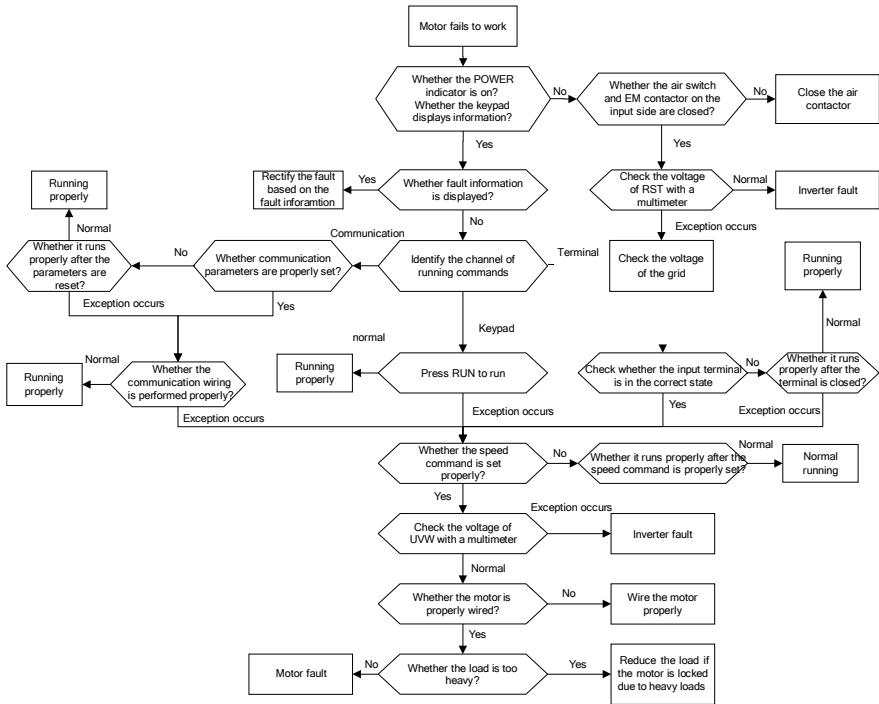 Motor fails to work
Whether the POWER
indicator is on?
Whether the keypad
displays information?
No
Whether the air switch
and EM contactor on the
input side are closed?
No
Close the air
contactor
Yes
Yes
Rectify the fault
based on the
fault inforamtion
Yes
Whether fault information
is displayed?
Check the voltage
of RST with a
multimeter
Normal
Inverter fault
Running
properly
Normal
No
Exception occurs
Communication
Terminal
Whether it runs
properly after the
parameters are
reset?
No
Whether communication
parameters are properly set?
Identify the channel of
running commands
Check the voltage
of the grid
Running
properly
Exception occurs
Yes
Keypad
Normal
normal
Running
properly
Normal
Whether the
communication wiring
is performed properly?
Running
properly
Press RUN to run
Check whether the input terminal
is in the correct state
No
Whether it runs
properly after the
terminal is closed?
Exception occurs
Exception occurs
Yes
Exception occurs
Whether the speed
command is set
properly?
No
Whether it runs properly after the
speed command is properly set?
Normal
Normal
running
Yes
Exception occurs
Check the voltage of
UVW with a multimeter
Inverter fault
Normal
Whether the motor is
properly wired?
No
Wire the motor
properly
Yes
Motor fault
No
Whether the load is too
heavy?
Yes
Reduce the load if
the motor is locked
due to heavy loads